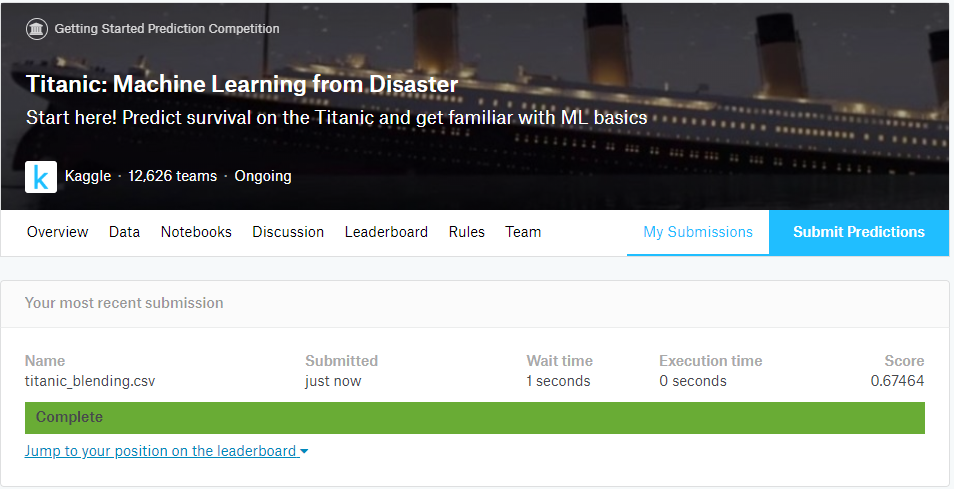 Getting Started Prediction Competition
Titanic: Machine Learning from Disaster
Start here! Predict survival on the Titanic and get familiar with ML basics
k Kaggle · 12,626 teams · Ongoing
Overview Data Notebooks Discussion Leaderboard Rules Team My Submissions Submit Predictions
Your most recent submission
Name Submitted Wait time Execution time Score
titanic_blending.csv just now 1 seconds 0 seconds 0.67464
Complete
Jump to your position on the leaderboard